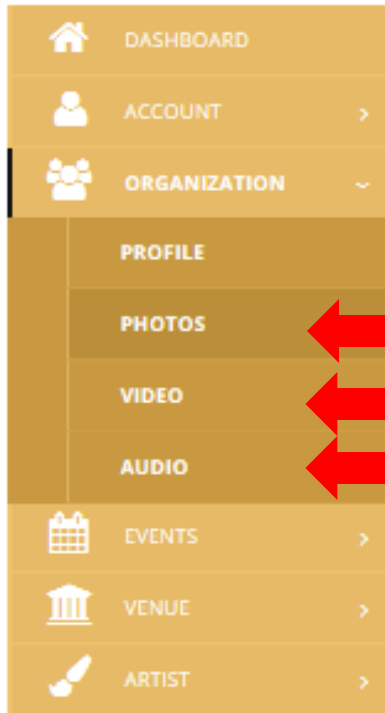 DASHBOARD
ACCOUNT
ORGANIZATION
PROFILE
PHOTOS
VIDEO
AUDIO
EVENTS
VENUE
ARTIST